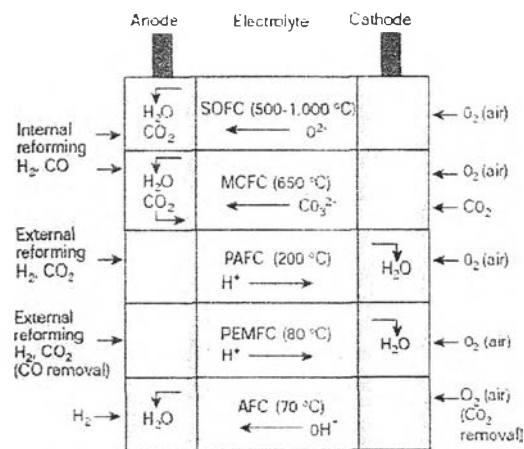 Anode Electrolyte Cathode
H₂O
CO₂
SOFC (500-1.000 °C)
O²⁻
O₂ (air)
Internal
reforming
H₂, CO
H₂O
CO₂
MCFC (650 °C)
CO₃²⁻
O₂ (air)
CO₂
External
reforming
H₂, CO₂
PAFC (200 °C)
H⁺
H₂O
O₂ (air)
External
reforming
H₂, CO₂
(CO removal)
PEMFC (80 °C)
H⁺
H₂O
O₂ (air)
H₂
H₂O
AFC (70 °C)
OH⁻
O₂ (air)
(CO₂
removal)